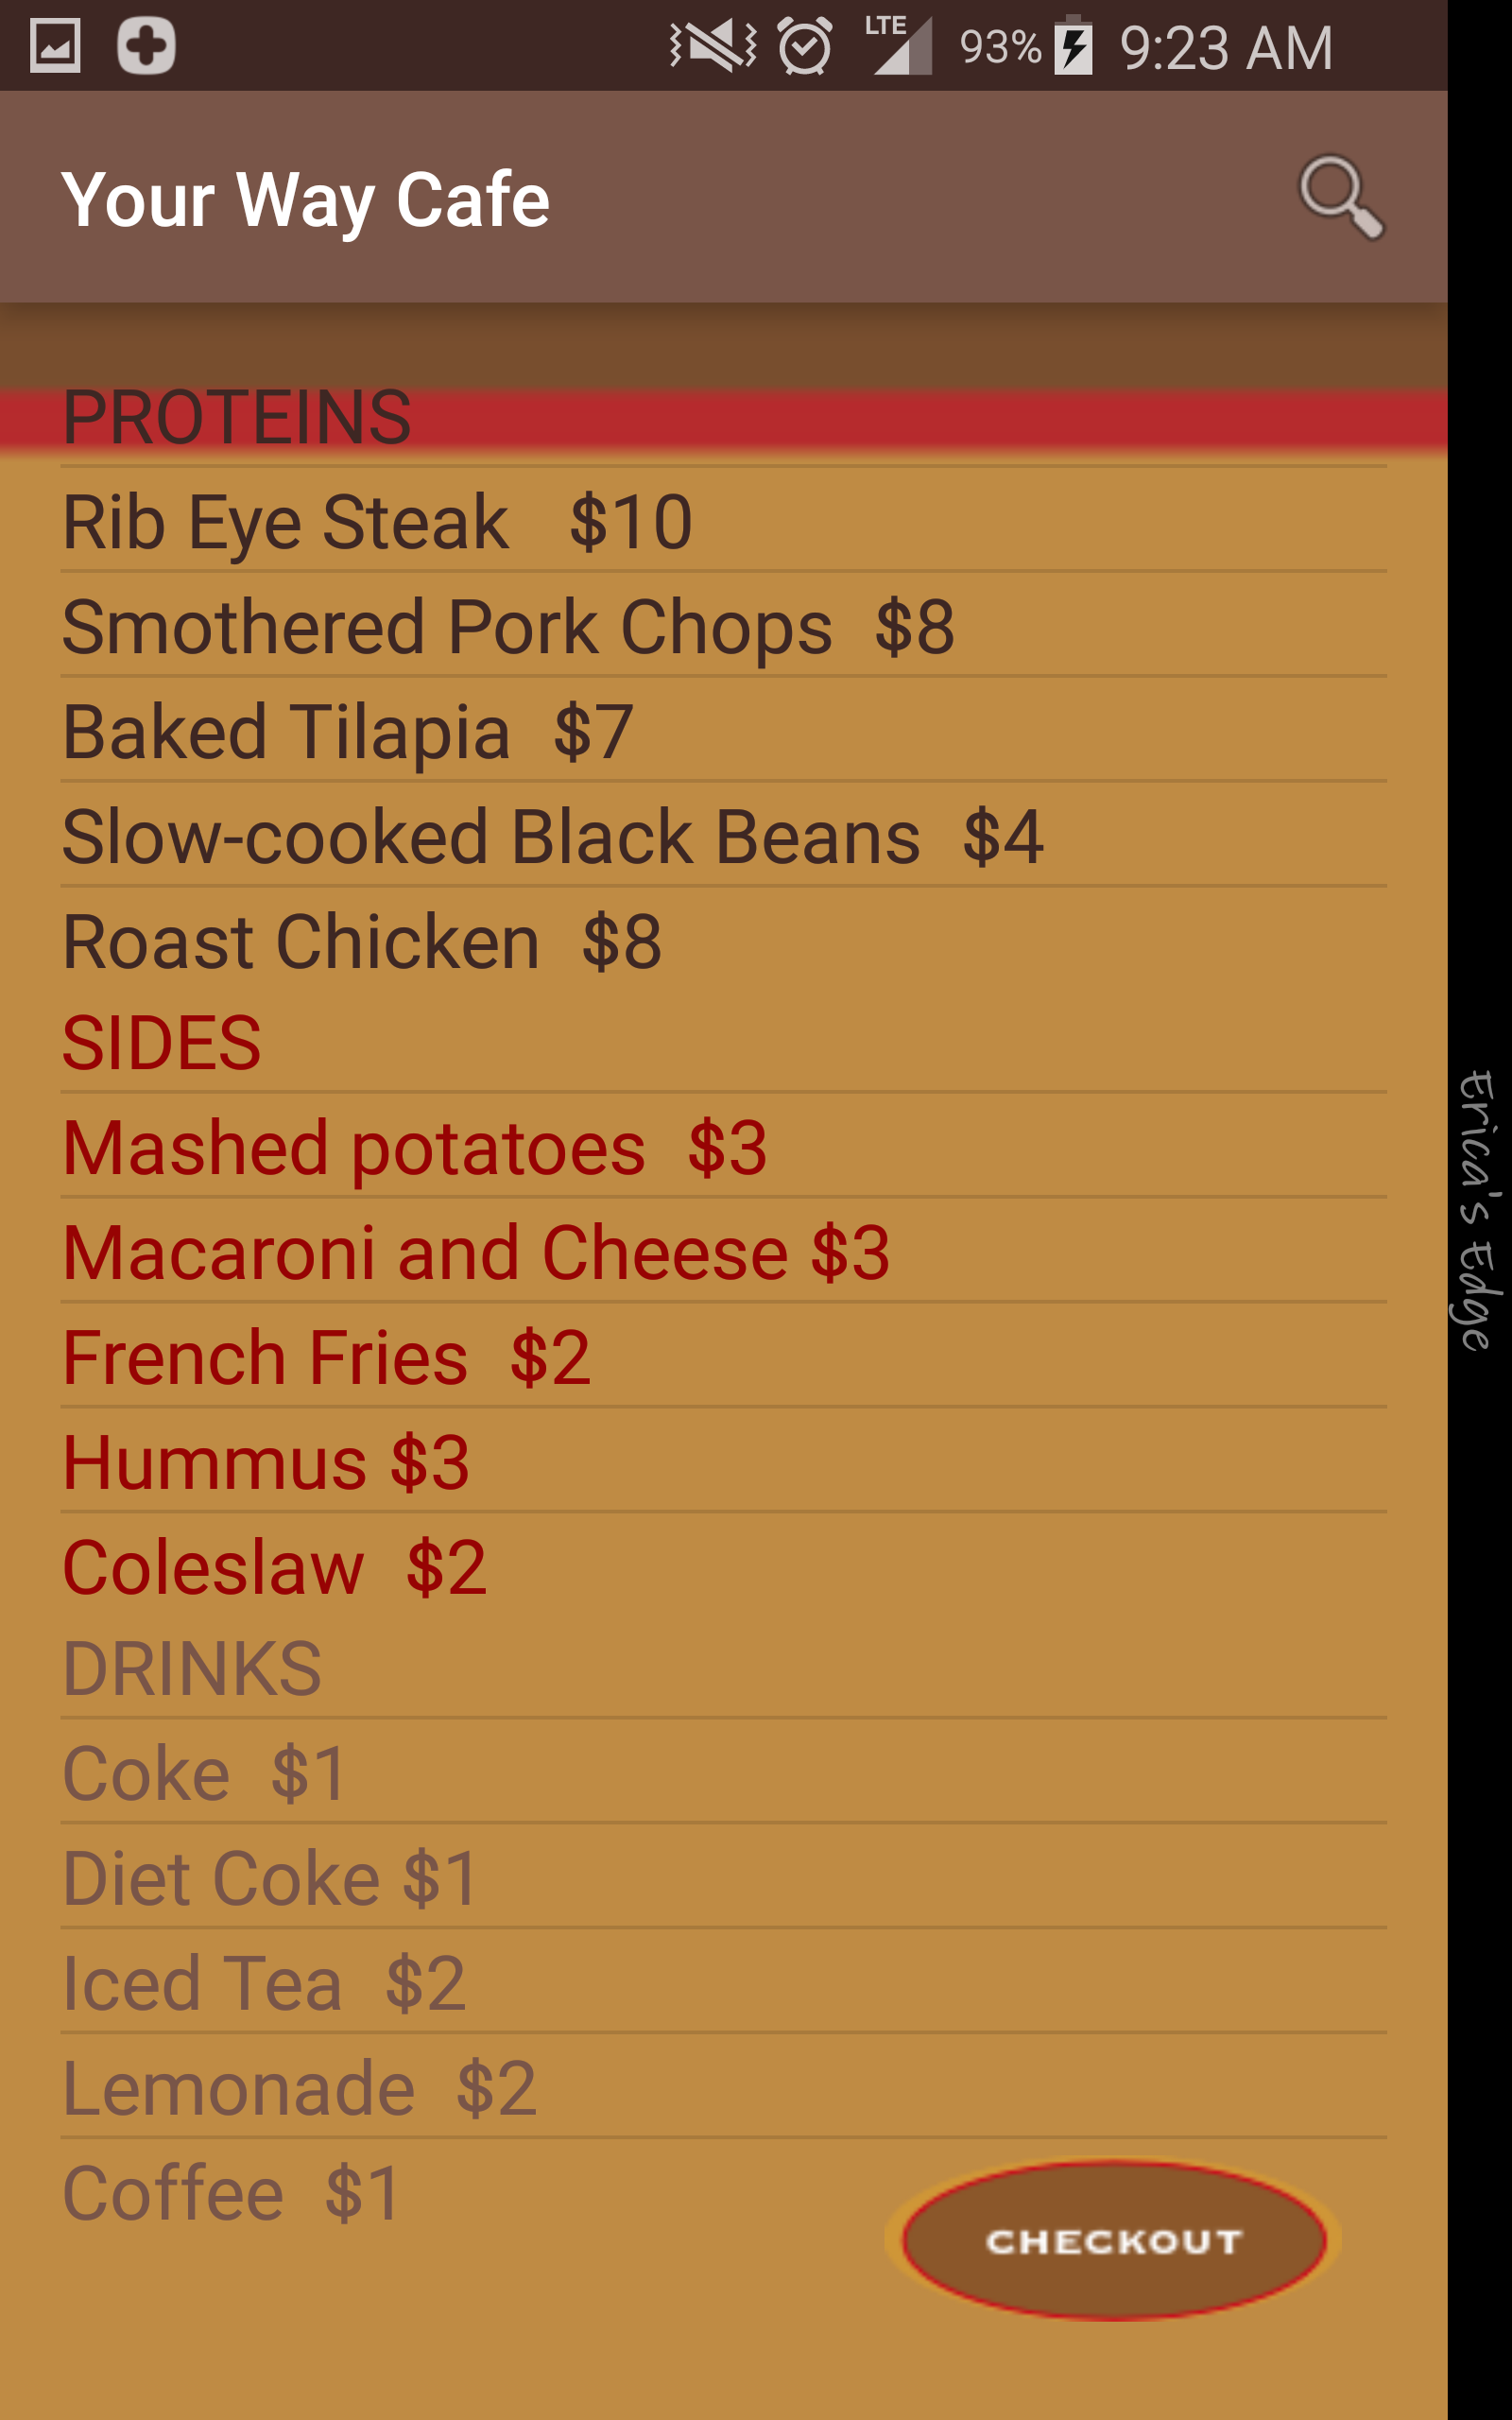 LTE 93% 9:23 AM
Your Way Cafe
PROTEINS
Rib Eye Steak $10
Smothered Pork Chops $8
Baked Tilapia $7
Slow-cooked Black Beans $4
Roast Chicken $8
SIDES
Mashed potatoes $3
Macaroni and Cheese $3
French Fries $2
Hummus $3
Coleslaw $2
DRINKS
Coke $1
Diet Coke $1
Iced Tea $2
Lemonade $2
Coffee $1
CHECKOUT
Erica's Edge